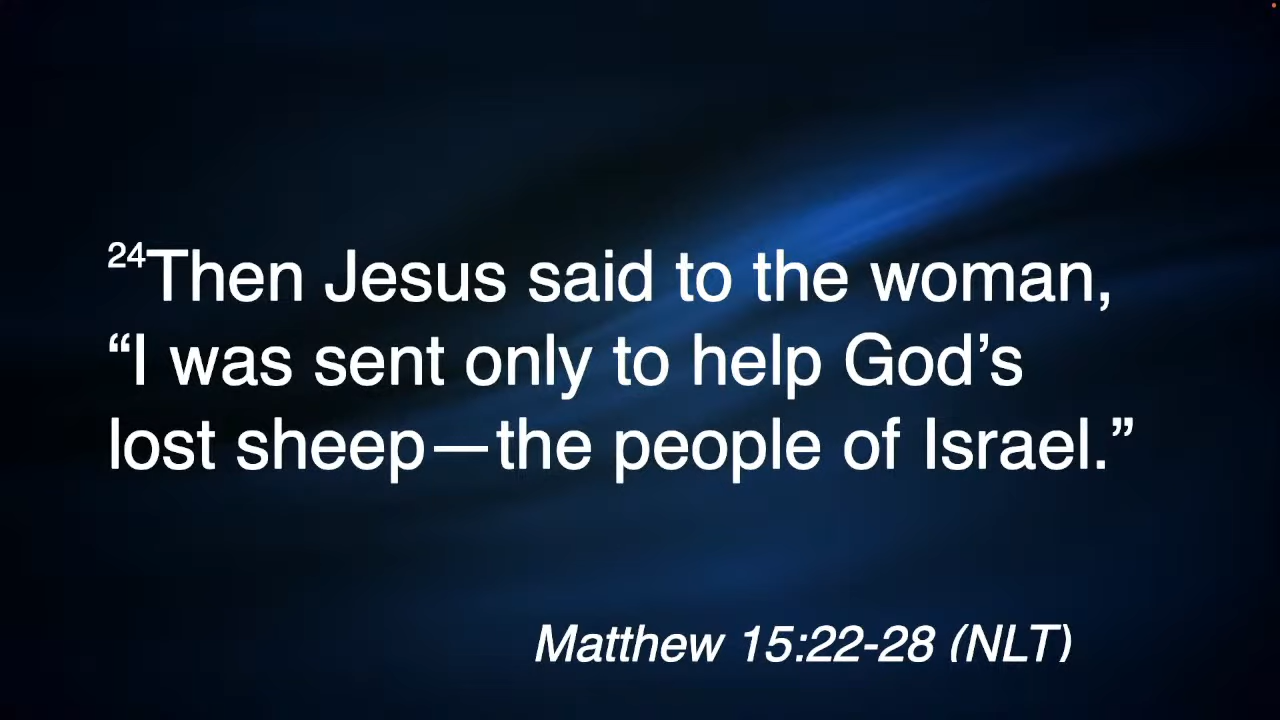 ²⁴Then Jesus said to the woman,
“I was sent only to help God’s
lost sheep—the people of Israel.”
Matthew 15:22-28 (NLT)